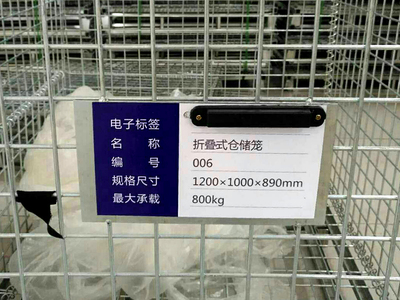 电子标签
名 称 折叠式仓储笼
编 号 006
规格尺寸 1200×1000×890mm
最大承载 800kg